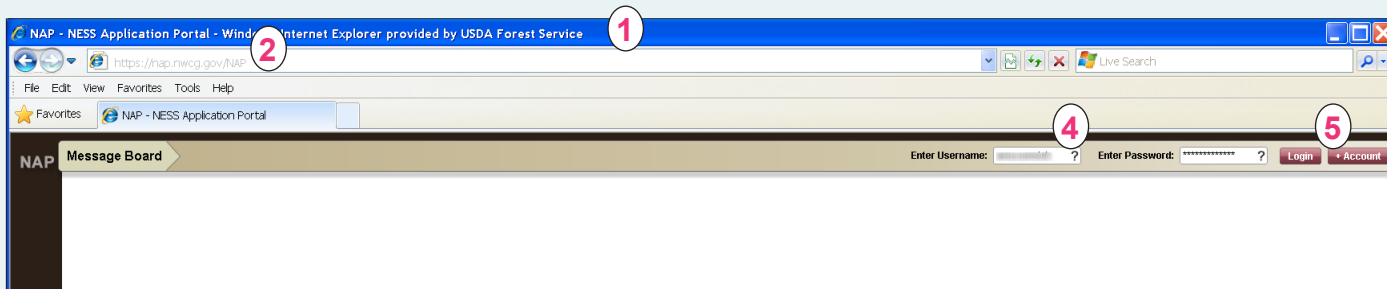 1
NAP - NESS Application Portal - Windows Internet Explorer provided by USDA Forest Service
2
https://nap.nwcg.gov/NAP
Live Search
File Edit View Favorites Tools Help
Favorites NAP - NESS Application Portal
4 5
NAP Message Board Enter Username: ? Enter Password: ************* ? Login + Account